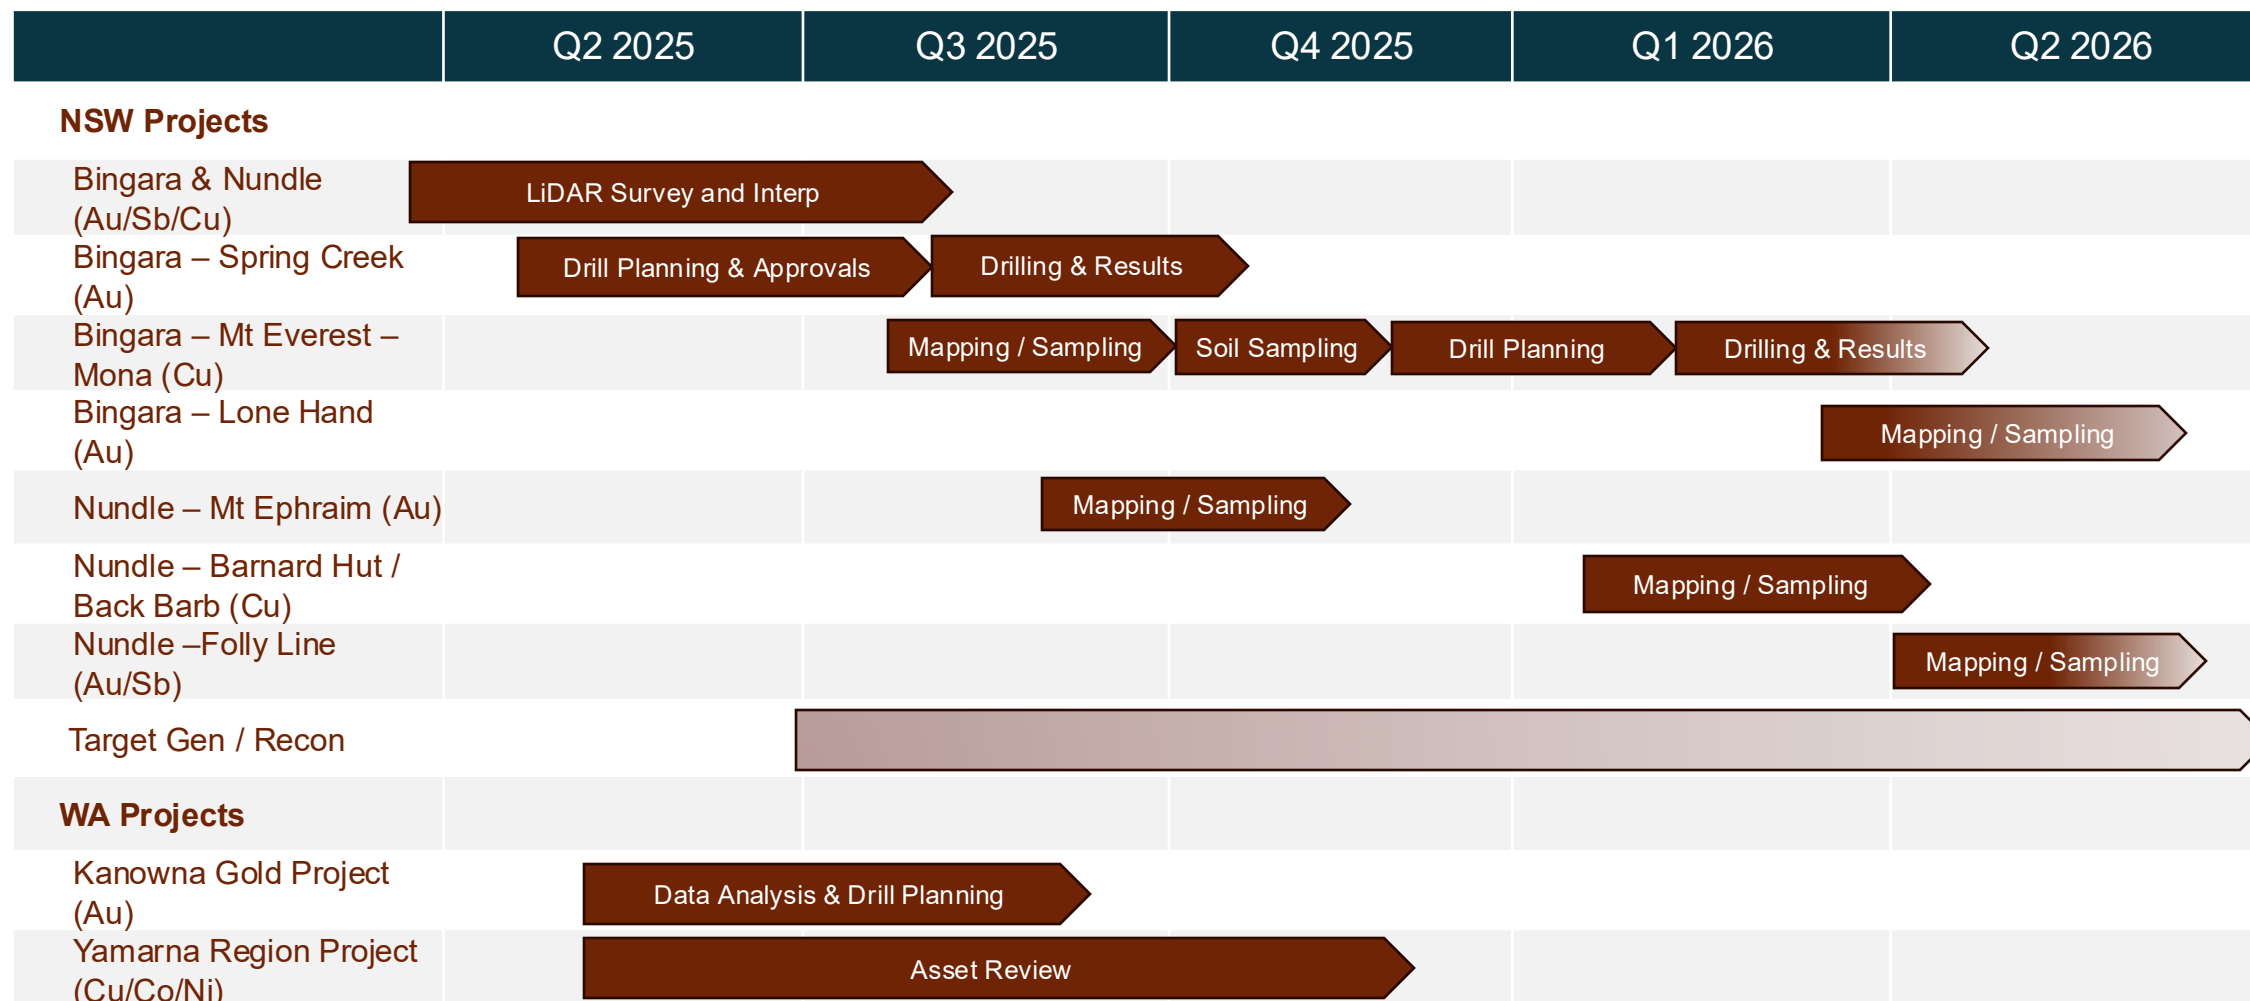 Q2 2025 Q3 2025 Q4 2025 Q1 2026 Q2 2026
NSW Projects
Bingara & Nundle
(Au/Sb/Cu)
LiDAR Survey and Interp
Bingara – Spring Creek
(Au)
Drill Planning & Approvals Drilling & Results
Bingara – Mt Everest –
Mona (Cu)
Mapping / Sampling Soil Sampling Drill Planning Drilling & Results
Bingara – Lone Hand
(Au)
Mapping / Sampling
Nundle – Mt Ephraim (Au)
Mapping / Sampling
Nundle – Barnard Hut /
Back Barb (Cu)
Mapping / Sampling
Nundle –Folly Line
(Au/Sb)
Mapping / Sampling
Target Gen / Recon
WA Projects
Kanowna Gold Project
(Au)
Data Analysis & Drill Planning
Yamarna Region Project
(Cu/Co/Ni)
Asset Review